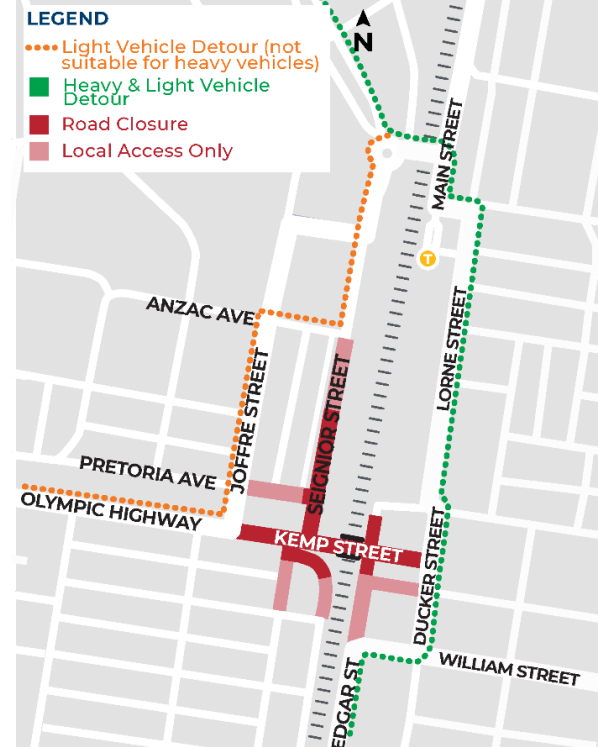 LEGEND
Light Vehicle Detour (not
suitable for heavy vehicles)
Heavy & Light Vehicle
Detour
Road Closure
Local Access Only
N
MAIN STREET
T
ANZAC AVE
LORNE STREET
JOFFRE STREET
SEIGNIOR STREET
PRETORIA AVE
OLYMPIC HIGHWAY
KEMP STREET
DUCKER STREET
WILLIAM STREET
EDGAR ST